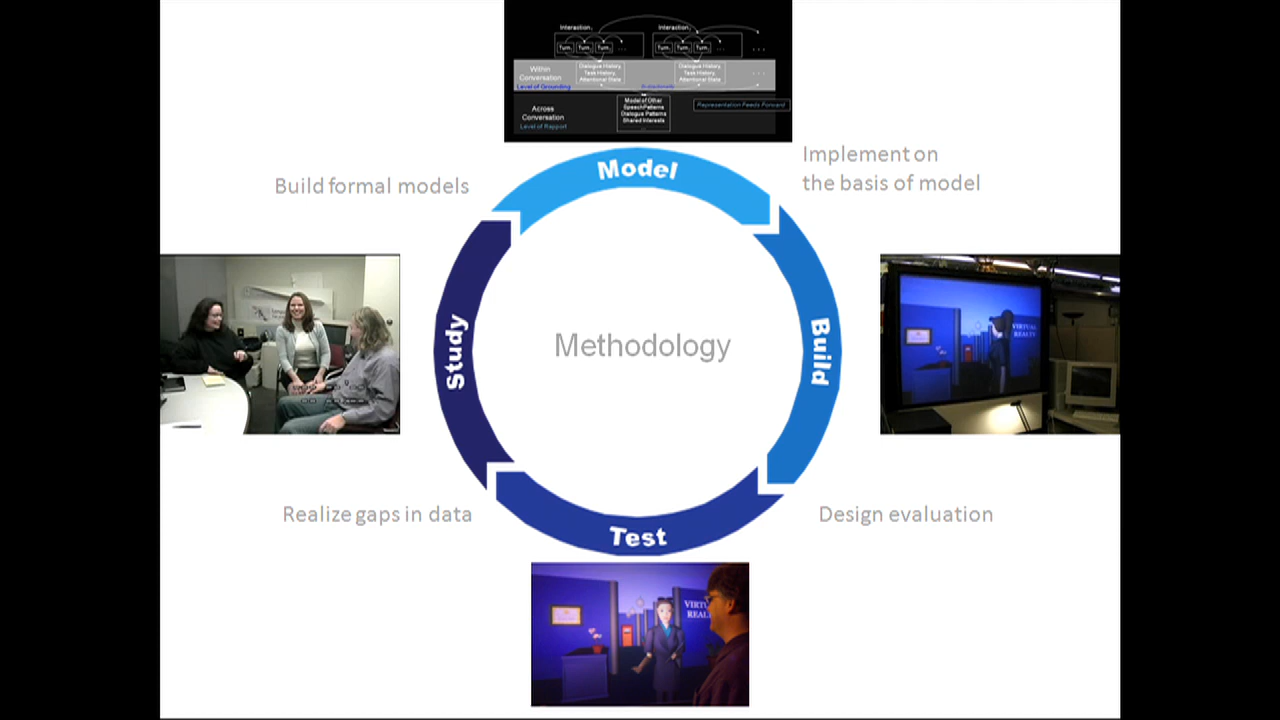 Interaction.
Interaction.
Turn. Turn. Turn. ...
Turn. Turn. Turn. ...
...
Within
Conversation
Level of Grounding
Dialogue History,
Task History,
Attentional State
Dialogue History,
Task History,
Attentional State
...
Across
Conversation
Level of Rapport
Model of Other
Speech Patterns
Dialogue Patterns
Shared Interests
Representation Feeds Forward
Model
Implement on
the basis of model
Build formal models
Study
Methodology
Build
VIRTUAL
REALTY
Realize gaps in data
Design evaluation
Test